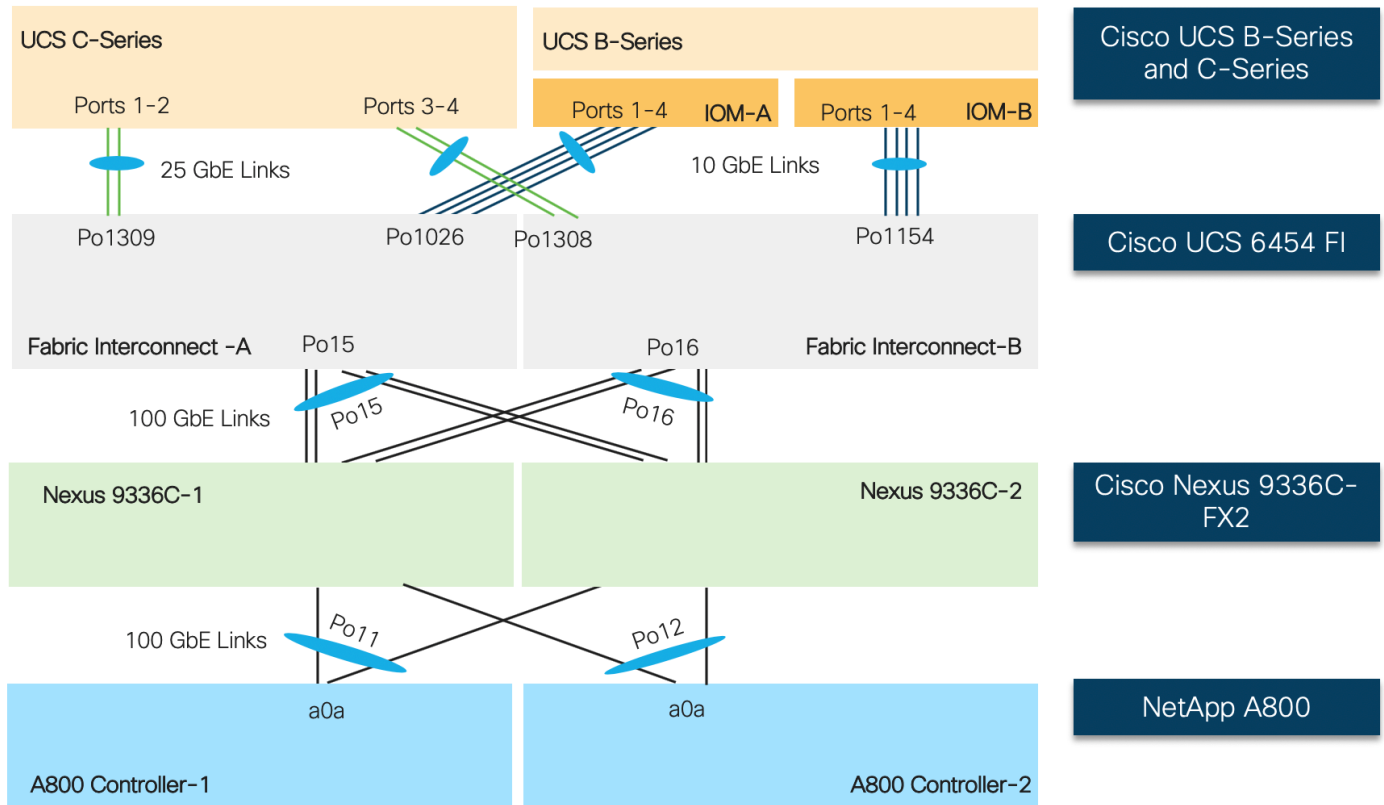 UCS C-Series
UCS B-Series
Cisco UCS B-Series
and C-Series
Ports 1-2
Ports 3-4
Ports 1-4
IOM-A
Ports 1-4
IOM-B
25 GbE Links
10 GbE Links
Po1309
Po1026
Po1308
Po1154
Cisco UCS 6454 FI
Fabric Interconnect -A
Po15
Po16
Fabric Interconnect-B
100 GbE Links
Po15
Po16
Nexus 9336C-1
Nexus 9336C-2
Cisco Nexus 9336C-
FX2
100 GbE Links
Po11
Po12
a0a
a0a
NetApp A800
A800 Controller-1
A800 Controller-2